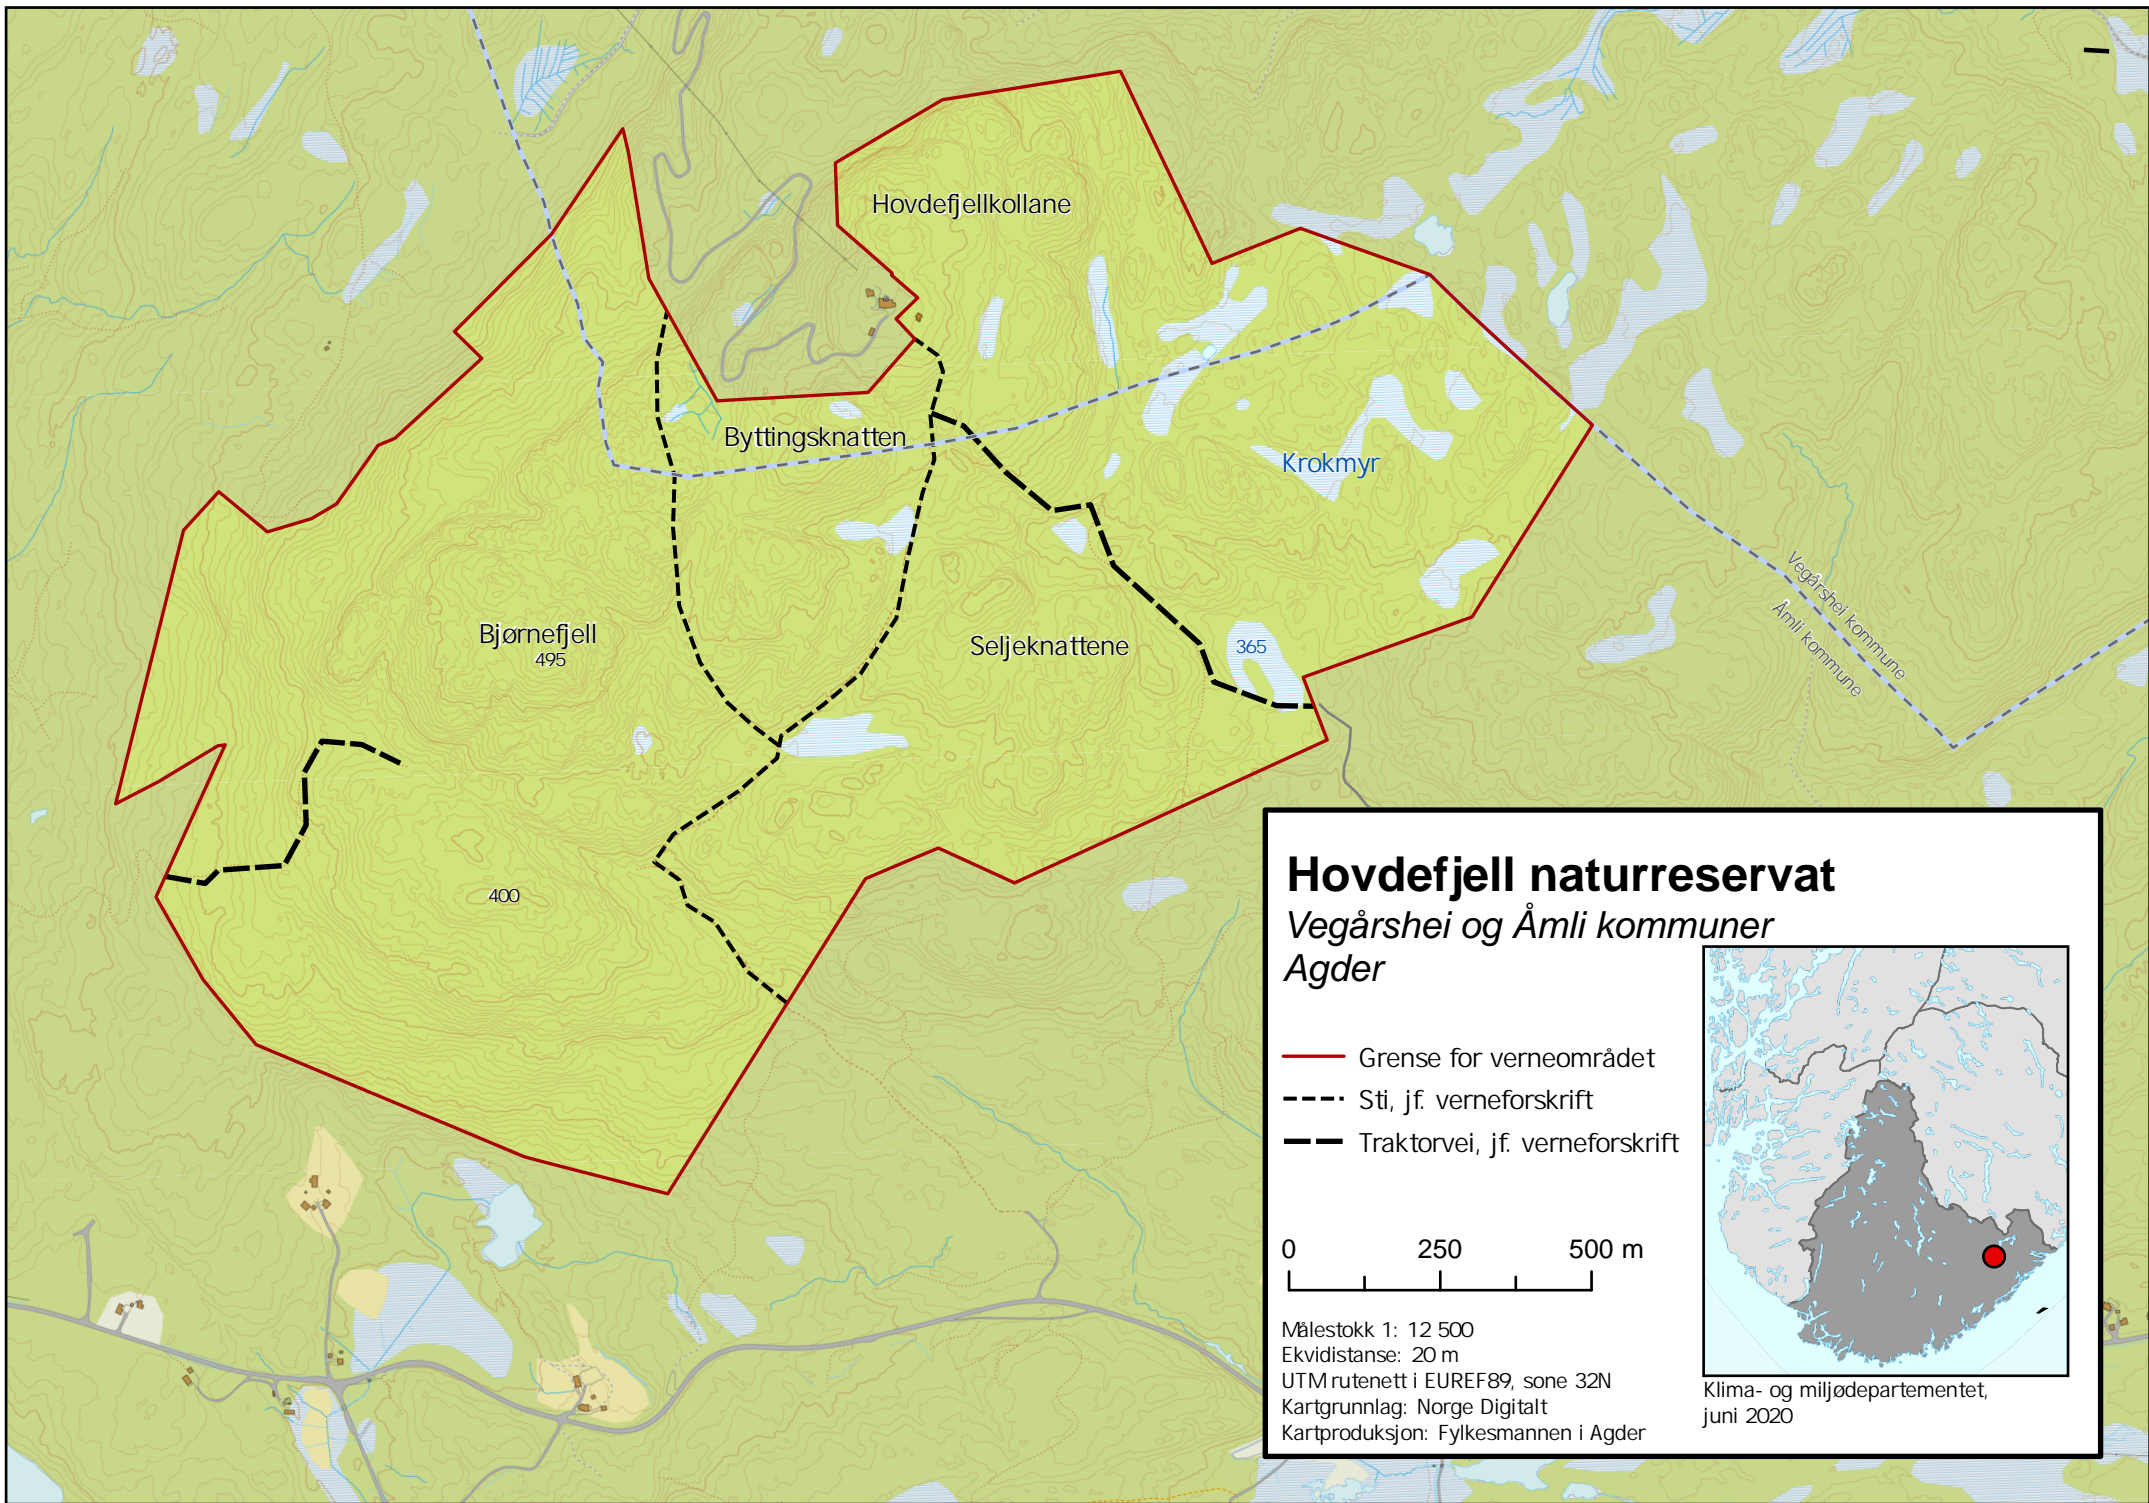 Hovdefjellkollane
Byttingsknatten
Krokmyr
Bjørnefjell
495
Seljeknattene
365
400
Vegårshei kommune
Åmli kommune
Hovdefjell naturreservat
Vegårshei og Åmli kommuner
Agder
Grense for verneområdet
Sti, jf. verneforskrift
Traktorvei, jf. verneforskrift
0 250 500 m
Målestokk 1: 12 500
Ekvidistanse: 20 m
UTM rutenett i EUREF89, sone 32N
Kartgrunnlag: Norge Digitalt
Kartproduksjon: Fylkesmannen i Agder
Klima- og miljødepartementet,
juni 2020